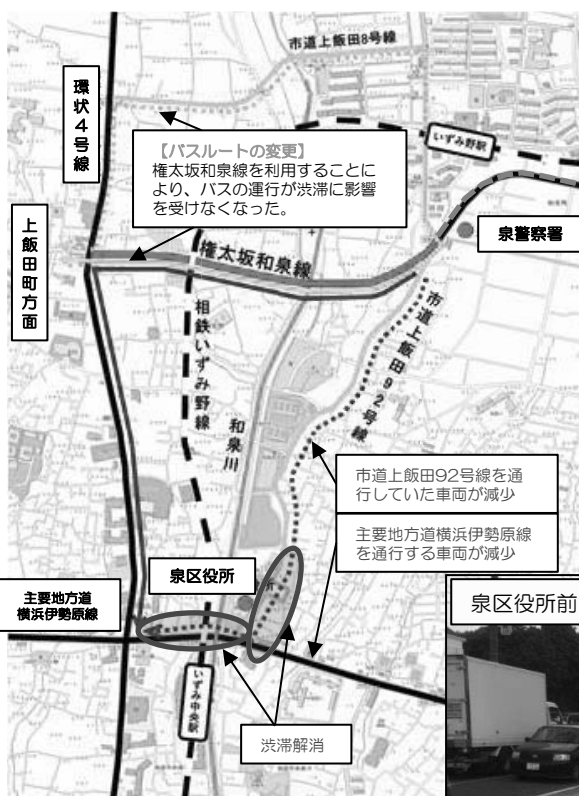 市道上飯田8号線
環状4号線
【バスルートの変更】
権太坂和泉線を利用することに
より、バスの運行が渋滞に影響
を受けなくなった。
いずみ野駅
泉警察署
上飯田町方面
権太坂和泉線
市道上飯田92号線
相鉄いずみ野線
和泉川
市道上飯田92号線を通
行していた車両が減少
主要地方道横浜伊勢原線
を通行する車両が減少
泉区役所
主要地方道
横浜伊勢原線
泉区役所前
いずみ中央駅
渋滞解消